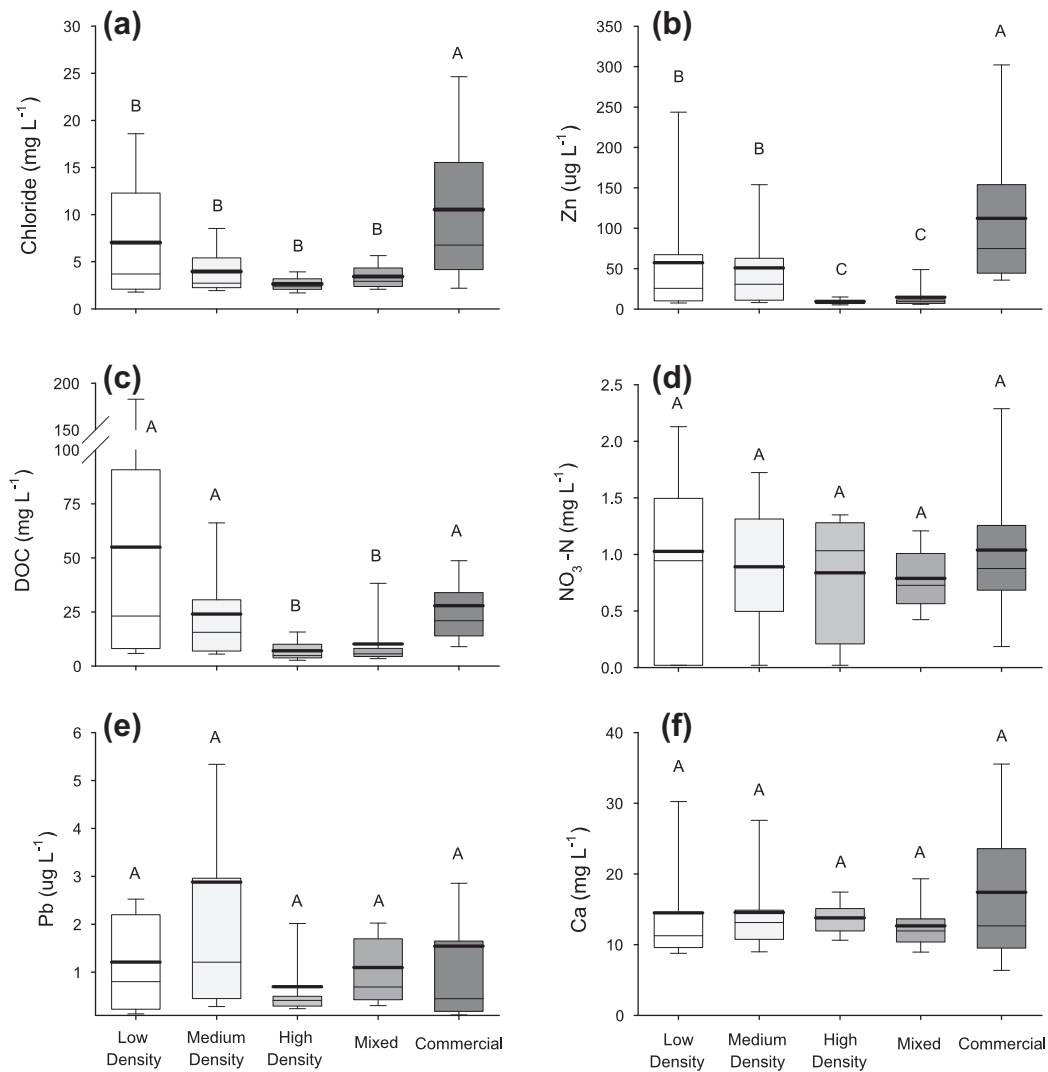 (a)
30
25
20
15
10
5
0
Chloride (mg L⁻¹)
B
B
B
B
A
(b)
350
300
250
200
150
100
50
0
Zn (ug L⁻¹)
B
B
C
C
A
(c)
200
150
100
75
50
25
0
DOC (mg L⁻¹)
A
A
B
B
A
(d)
2.5
2.0
1.5
1.0
0.5
0.0
NO₃ -N (mg L⁻¹)
A
A
A
A
A
(e)
6
5
4
3
2
1
Pb (ug L⁻¹)
A
A
A
A
A
Low
Density
Medium
Density
High
Density
Mixed
Commercial
(f)
40
30
20
10
0
Ca (mg L⁻¹)
A
A
A
A
A
Low
Density
Medium
Density
High
Density
Mixed
Commercial